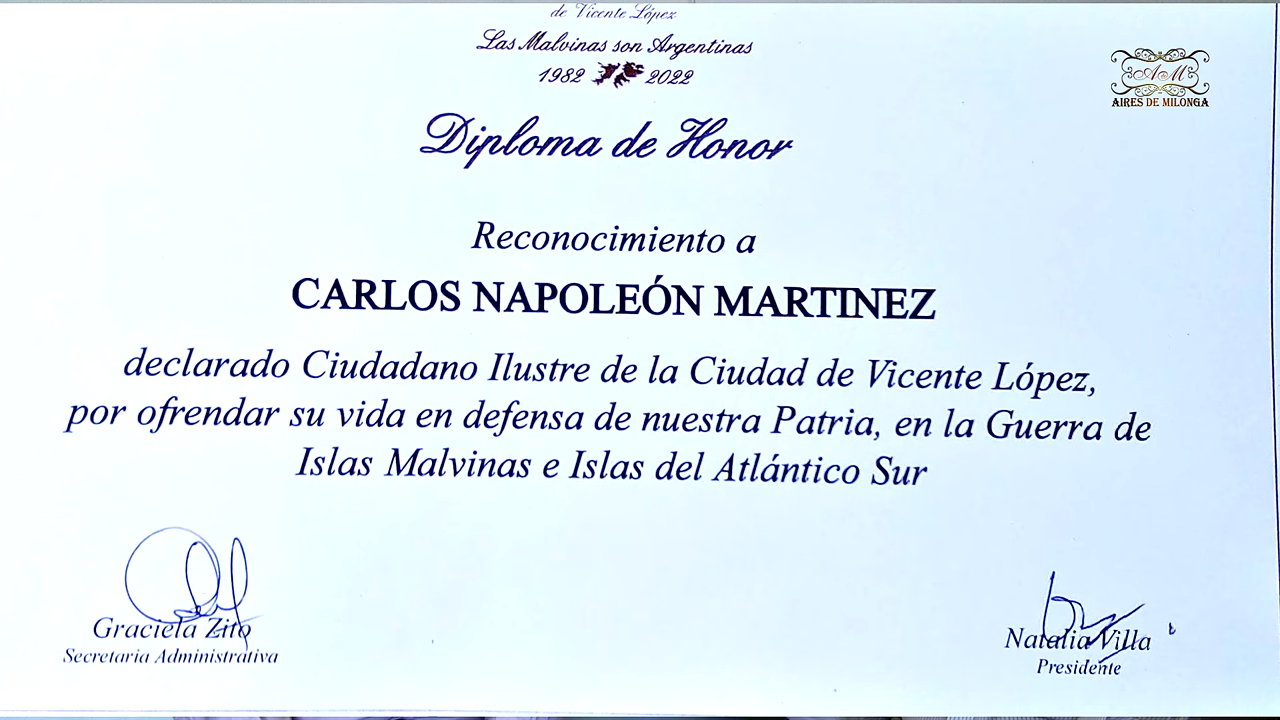 de Vicente López
Las Malvinas son Argentinas
1982 2022
AM
AIRES DE MILONGA
Diploma de Honor
Reconocimiento a
CARLOS NAPOLEÓN MARTINEZ
declarado Ciudadano Ilustre de la Ciudad de Vicente López,
por ofrendar su vida en defensa de nuestra Patria, en la Guerra de
Islas Malvinas e Islas del Atlántico Sur
Graciela Zito
Secretaria Administrativa
Natalia Villa
Presidente